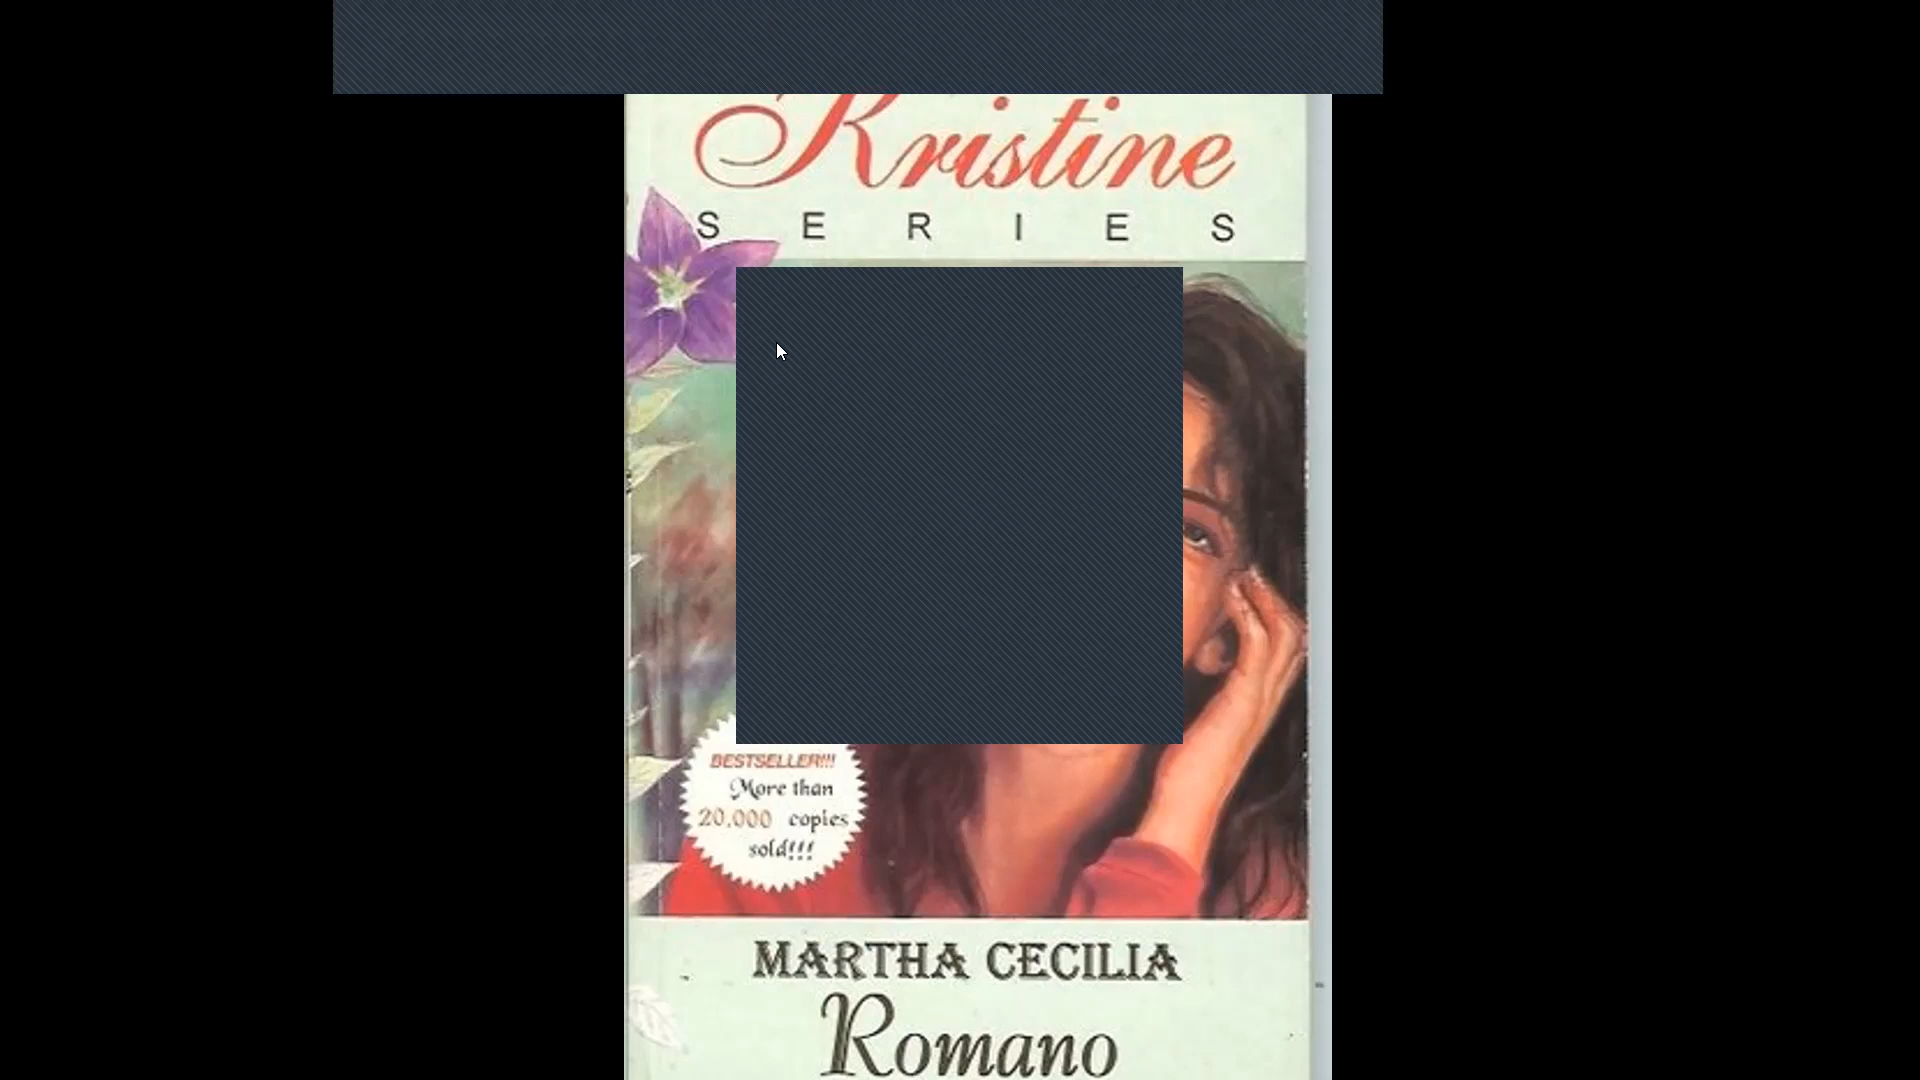 Kristine
SERIES
BESTSELLER!!!
More than
20,000 copies
sold!!!
MARTHA CECILIA
Romano